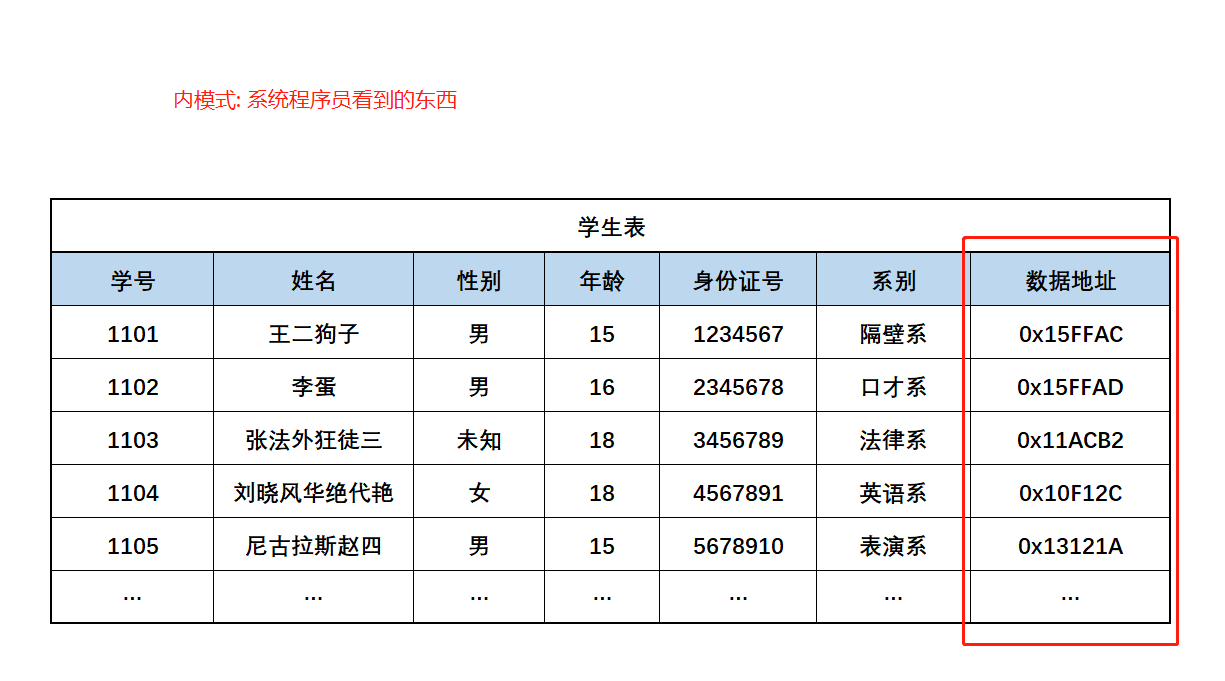 内模式: 系统程序员看到的东西
学生表
学号 姓名 性别 年龄 身份证号 系别 数据地址
1101 王二狗子 男 15 1234567 隔壁系 0x15FFAC
1102 李蛋 男 16 2345678 口才系 0x15FFAD
1103 张法外狂徒三 未知 18 3456789 法律系 0x11ACB2
1104 刘晓风华绝代艳 女 18 4567891 英语系 0x10F12C
1105 尼古拉斯赵四 男 15 5678910 表演系 0x13121A
... ... ... ... ... ... ...